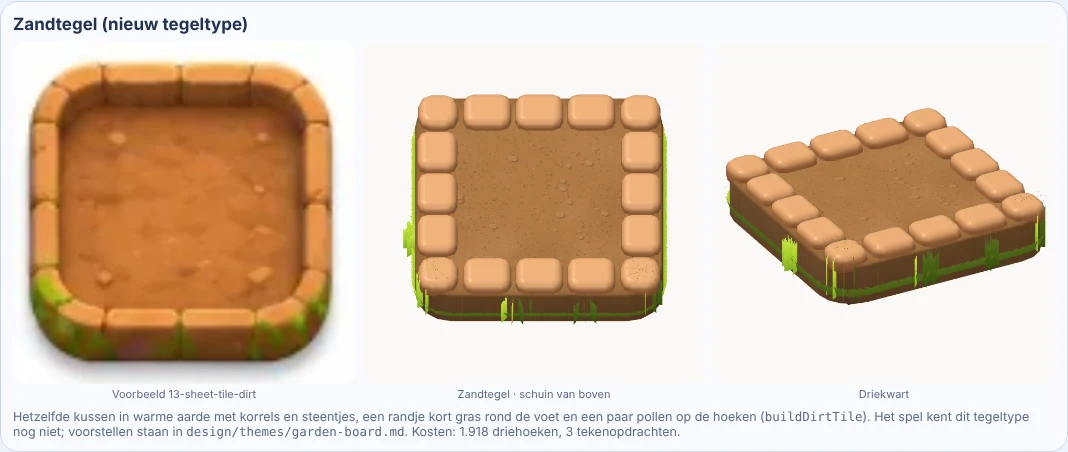 Zandtegel (nieuw tegeltype)
Voorbeeld 13-sheet-tile-dirt
Zandtegel · schuin van boven
Driekwart
Hetzelfde kussen in warme aarde met korrels en steentjes, een randje kort gras rond de voet en een paar pollen op de hoeken (buildDirtTile). Het spel kent dit tegeltype
nog niet; voorstellen staan in design/themes/garden-board.md. Kosten: 1.918 driehoeken, 3 tekenopdrachten.